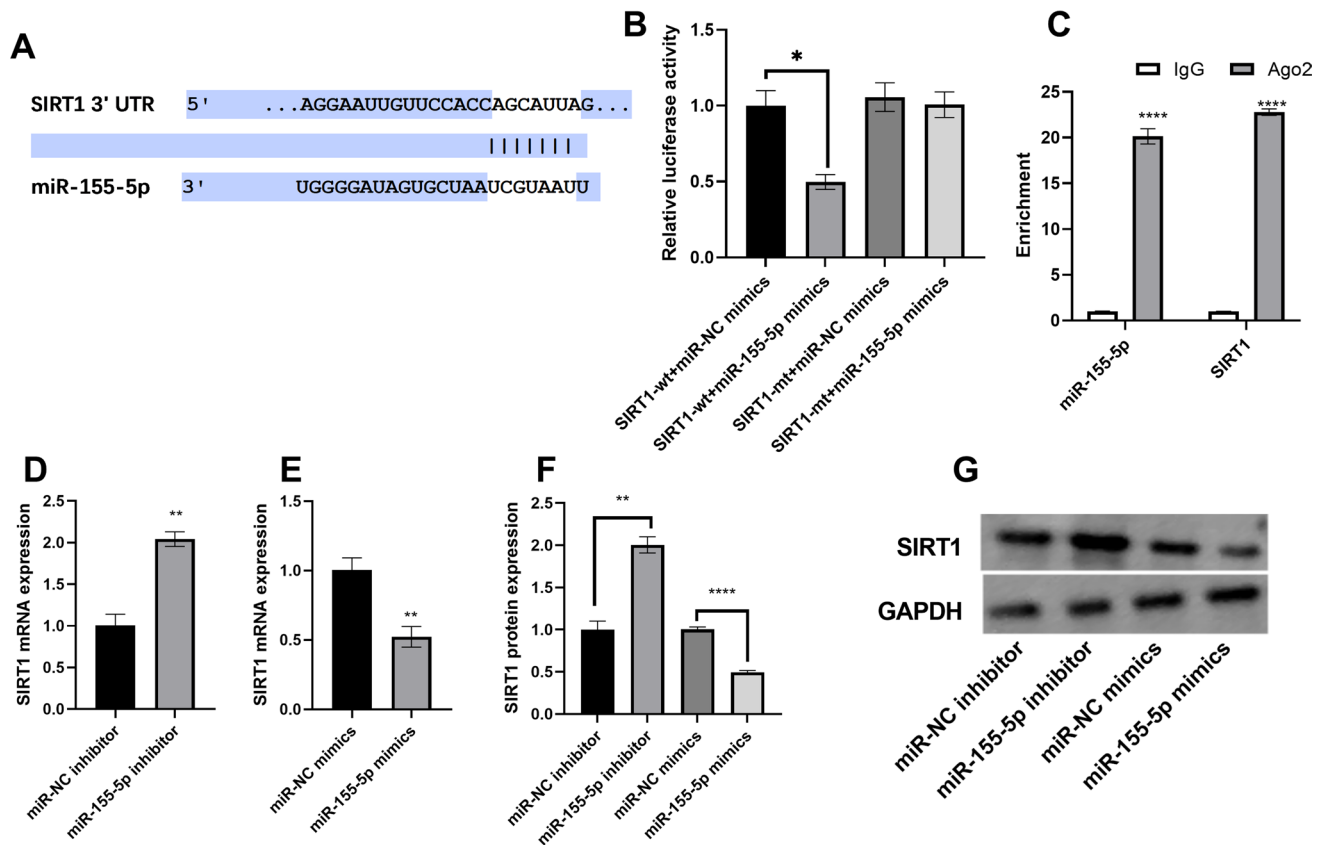 A
SIRT1 3' UTR 5' ...AGGAAUUGUUCCACCAGCAUUAG...
| | | | | | |
miR-155-5p 3' UGGGGAUAGUGCUAAUCGUAAUU
B
Relative luciferase activity
1.5
1.0
0.5
0.0
*
SIRT1-wt+miR-NC mimics
SIRT1-wt+miR-155-5p mimics
SIRT1-mt+miR-NC mimics
SIRT1-mt+miR-155-5p mimics
C
IgG Ago2
Enrichment
25
20
15
10
5
0
**** ****
miR-155-5p
SIRT1
D
SIRT1 mRNA expression
2.5
2.0
1.5
1.0
0.5
0.0
**
miR-NC inhibitor
miR-155-5p inhibitor
E
SIRT1 mRNA expression
1.5
1.0
0.5
0.0
**
miR-NC mimics
miR-155-5p mimics
F
SIRT1 protein expression
2.5
2.0
1.5
1.0
0.5
0.0
**
****
miR-NC inhibitor
miR-155-5p inhibitor
miR-NC mimics
miR-155-5p mimics
G
SIRT1
GAPDH
miR-NC inhibitor
miR-155-5p inhibitor
miR-NC mimics
miR-155-5p mimics